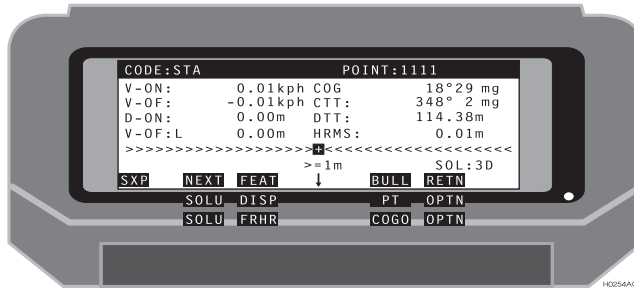 CODE:STA POINT:1111
V-ON: 0.01kph COG 18°29 mg
V-OF: -0.01kph CTT: 348° 2 mg
D-ON: 0.00m DTT: 114.38m
V-OF:L 0.00m HRMS: 0.01m
>>>>>>>>>>>>>>>>>>>>+<<<<<<<<<<<<<<<<<<<<
>=1m SOL:3D
SXP NEXT FEAT ↓ BULL RETN
SOLU DISP PT OPTN
SOLU FRHR COGO OPTN
H0254A0